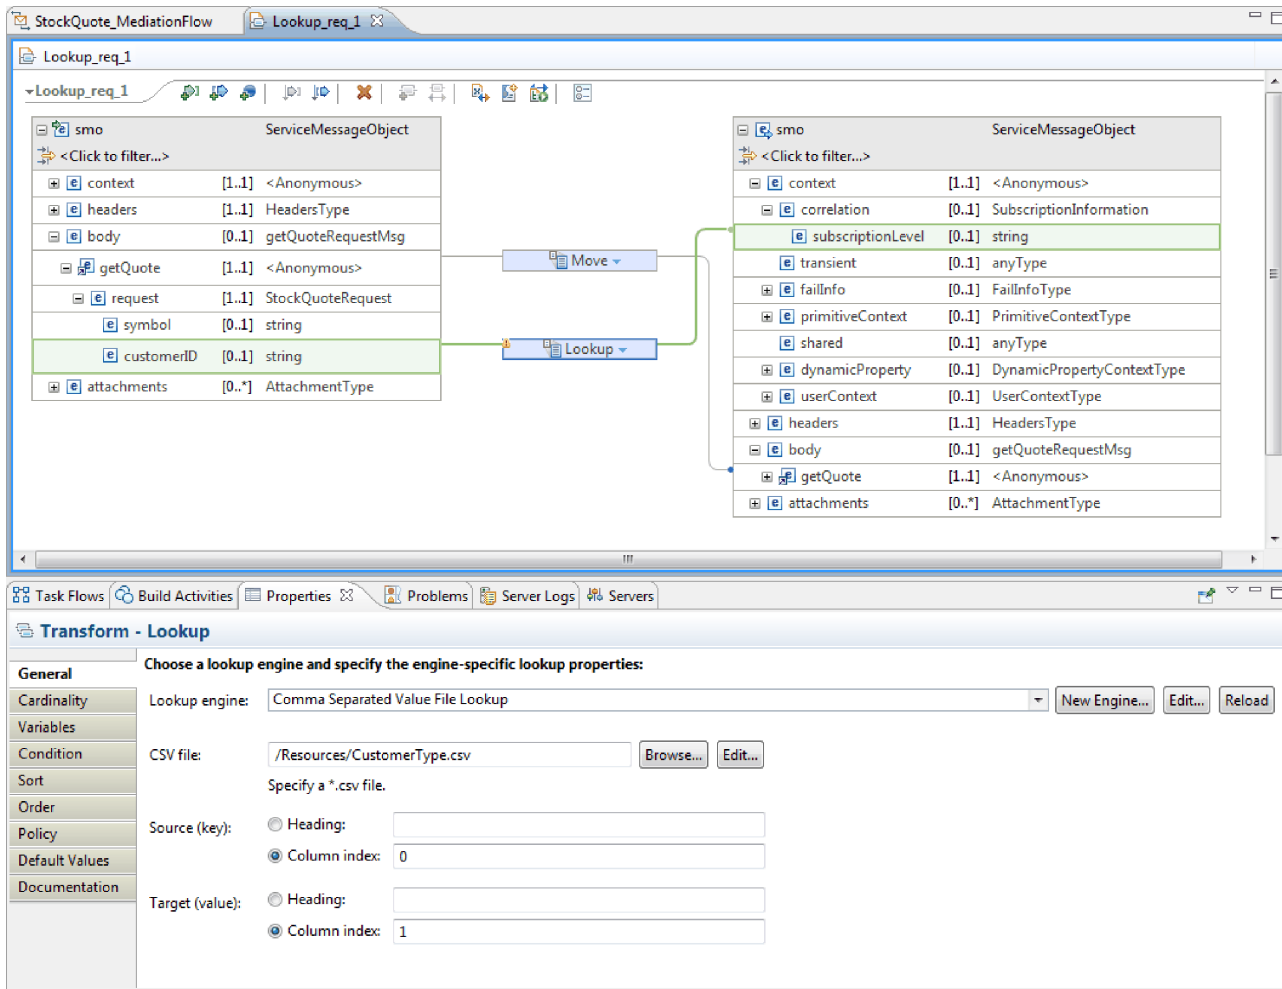 StockQuote_MediationFlow Lookup_req_1
Lookup_req_1
Lookup_req_1
smo ServiceMessageObject
<Click to filter...>
context [1..1] <Anonymous>
headers [1..1] HeadersType
body [0..1] getQuoteRequestMsg
getQuote [1..1] <Anonymous>
request [1..1] StockQuoteRequest
symbol [0..1] string
customerID [0..1] string
attachments [0..*] AttachmentType
Move
Lookup
smo ServiceMessageObject
<Click to filter...>
context [1..1] <Anonymous>
correlation [0..1] SubscriptionInformation
subscriptionLevel [0..1] string
transient [0..1] anyType
failInfo [0..1] FailInfoType
primitiveContext [0..1] PrimitiveContextType
shared [0..1] anyType
dynamicProperty [0..1] DynamicPropertyContextType
userContext [0..1] UserContextType
headers [1..1] HeadersType
body [0..1] getQuoteRequestMsg
getQuote [1..1] <Anonymous>
attachments [0..*] AttachmentType
Task Flows Build Activities Properties Problems Server Logs Servers
Transform - Lookup
General
Cardinality
Variables
Condition
Sort
Order
Policy
Default Values
Documentation
Choose a lookup engine and specify the engine-specific lookup properties:
Lookup engine: Comma Separated Value File Lookup New Engine... Edit... Reload
CSV file: /Resources/CustomerType.csv Browse... Edit...
Specify a *.csv file.
Source (key): Heading:
Column index: 0
Target (value): Heading:
Column index: 1